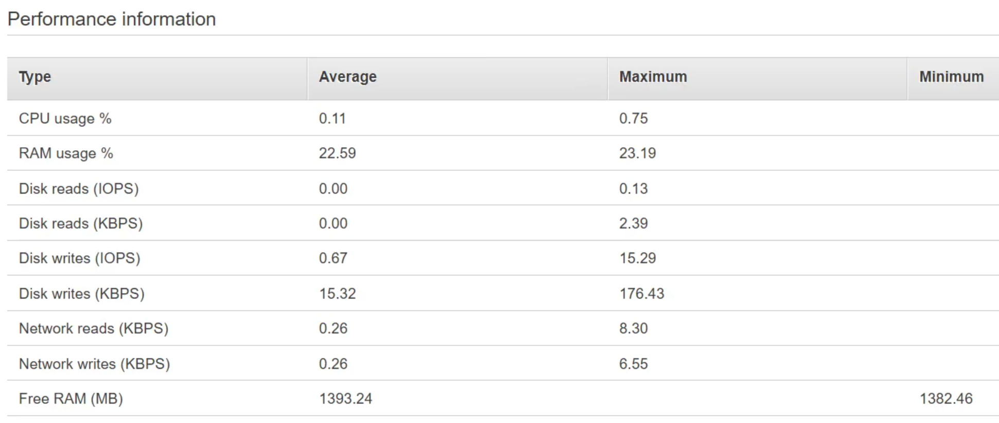 Performance information
Type Average Maximum Minimum
CPU usage % 0.11 0.75
RAM usage % 22.59 23.19
Disk reads (IOPS) 0.00 0.13
Disk reads (KBPS) 0.00 2.39
Disk writes (IOPS) 0.67 15.29
Disk writes (KBPS) 15.32 176.43
Network reads (KBPS) 0.26 8.30
Network writes (KBPS) 0.26 6.55
Free RAM (MB) 1393.24 1382.46